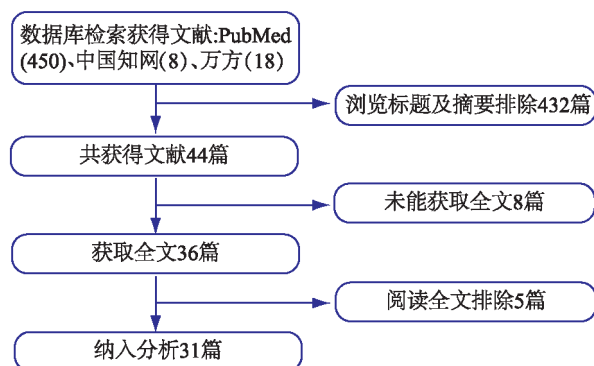 数据库检索获得文献:PubMed
(450)、中国知网(8)、万方(18)
浏览标题及摘要排除432篇
共获得文献44篇
未能获取全文8篇
获取全文36篇
阅读全文排除5篇
纳入分析31篇